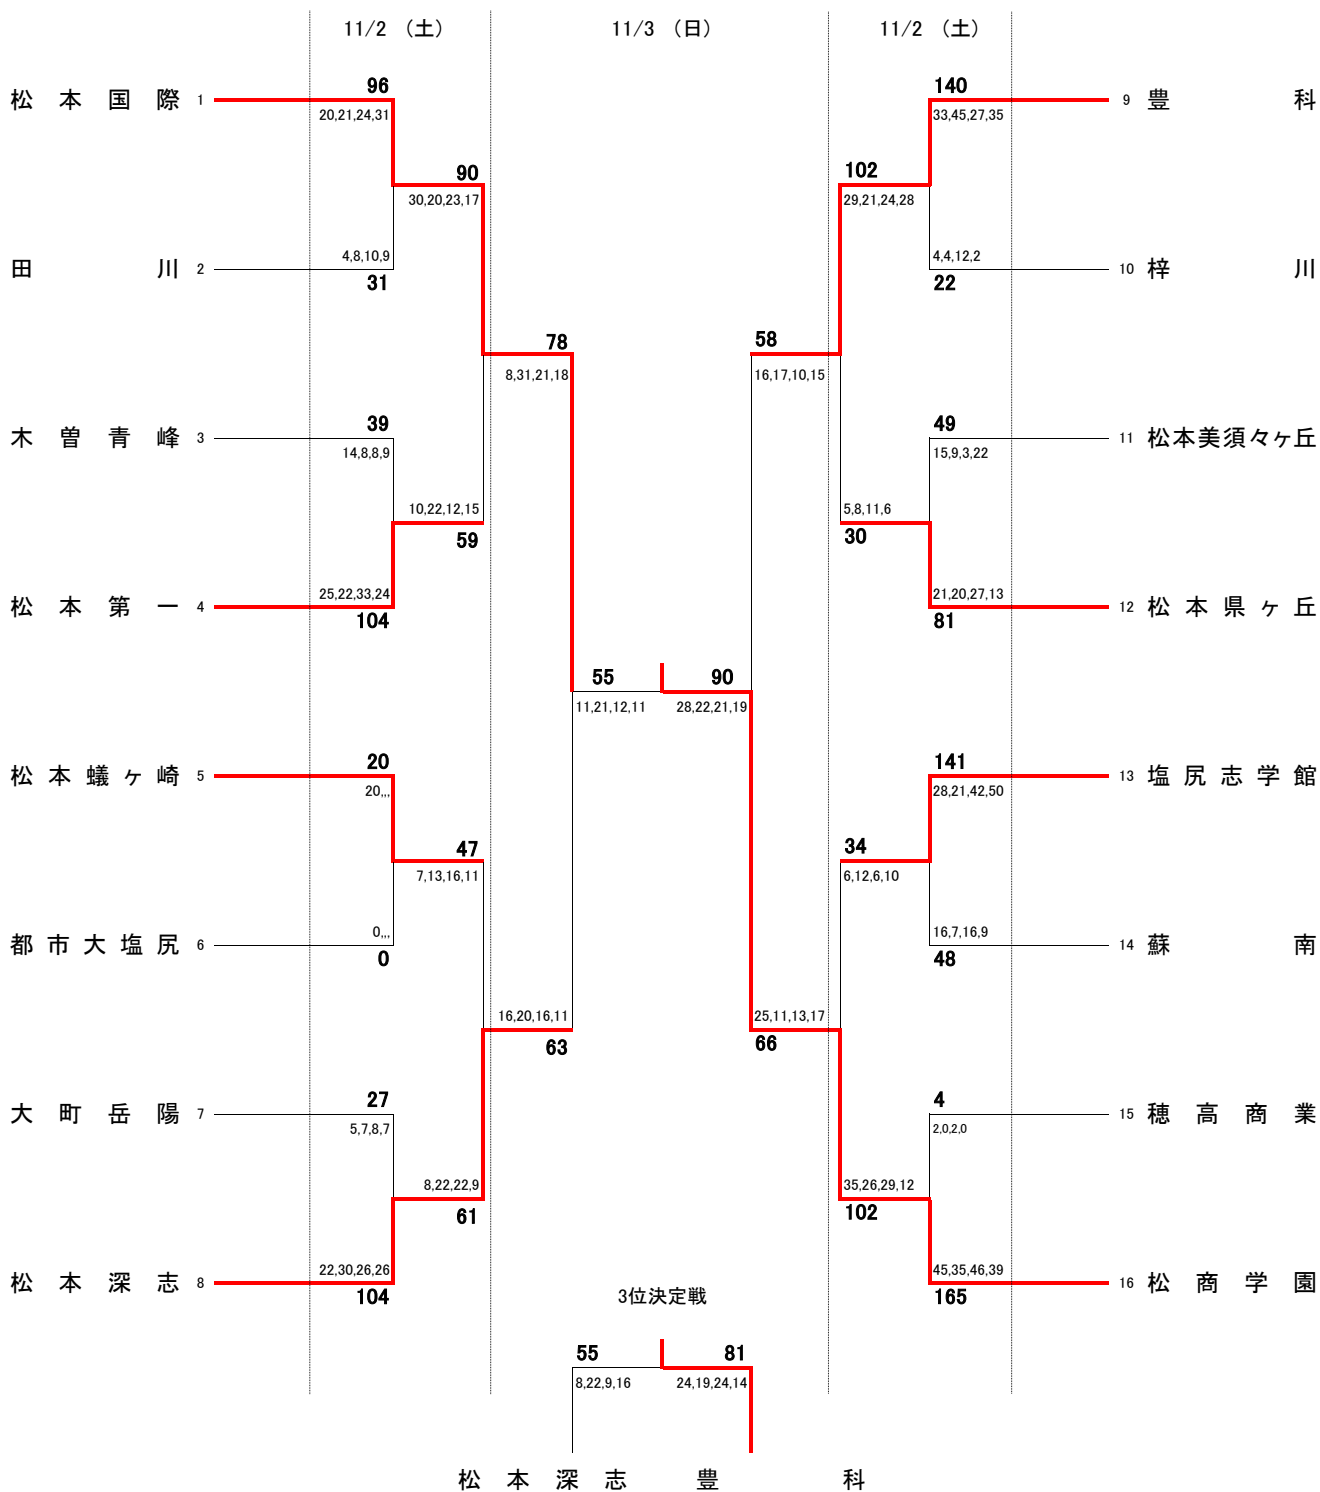 11/2 （土） 11/3 （日） 11/2 （土）
96 140
松本国際 1 9 豊科
20,21,24,31 33,45,27,35
90 102
30,20,23,17 29,21,24,28
4,8,10,9 4,4,12,2
田川 2 10 梓川
31 22
78 58
8,31,21,18 16,17,10,15
39 49
木曽青峰 3 11 松本美須々ヶ丘
14,8,8,9 15,9,3,22
10,22,12,15 5,8,11,6
59 30
25,22,33,24 21,20,27,13
松本第一 4 12 松本県ヶ丘
104 81
55 90
11,21,12,11 28,22,21,19
20 141
松本蟻ヶ崎 5 13 塩尻志学館
20,,, 28,21,42,50
47 34
7,13,16,11 6,12,6,10
0,,, 16,7,16,9
都市大塩尻 6 14 蘇南
0 48
16,20,16,11 25,11,13,17
63 66
27 4
大町岳陽 7 15 穂高商業
5,7,8,7 2,0,2,0
8,22,22,9 35,26,29,12
61 102
22,30,26,26 45,35,46,39
松本深志 8 16 松商学園
104 165
3位決定戦
55 81
8,22,9,16 24,19,24,14
松本深志 豊科